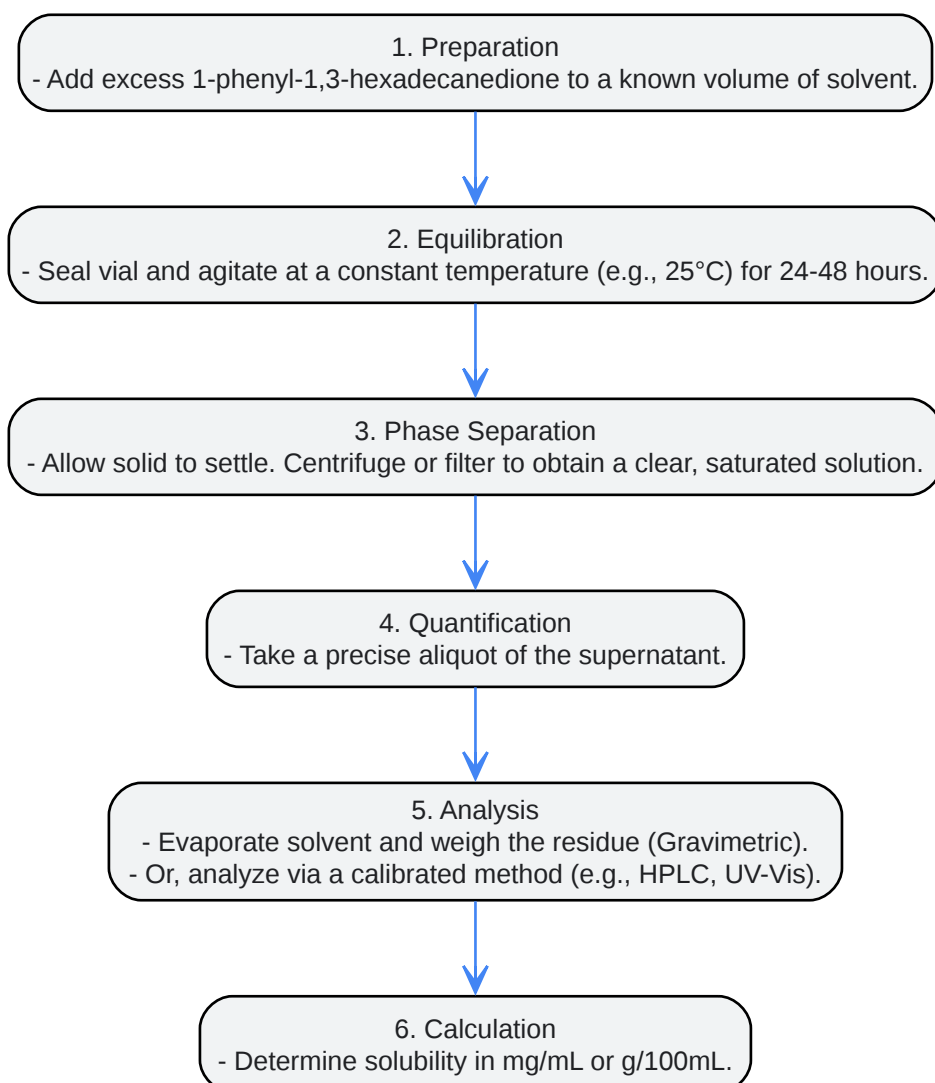 1. Preparation
- Add excess 1-phenyl-1,3-hexadecanedione to a known volume of solvent.
2. Equilibration
- Seal vial and agitate at a constant temperature (e.g., 25°C) for 24-48 hours.
3. Phase Separation
- Allow solid to settle. Centrifuge or filter to obtain a clear, saturated solution.
4. Quantification
- Take a precise aliquot of the supernatant.
5. Analysis
- Evaporate solvent and weigh the residue (Gravimetric).
- Or, analyze via a calibrated method (e.g., HPLC, UV-Vis).
6. Calculation
- Determine solubility in mg/mL or g/100mL.